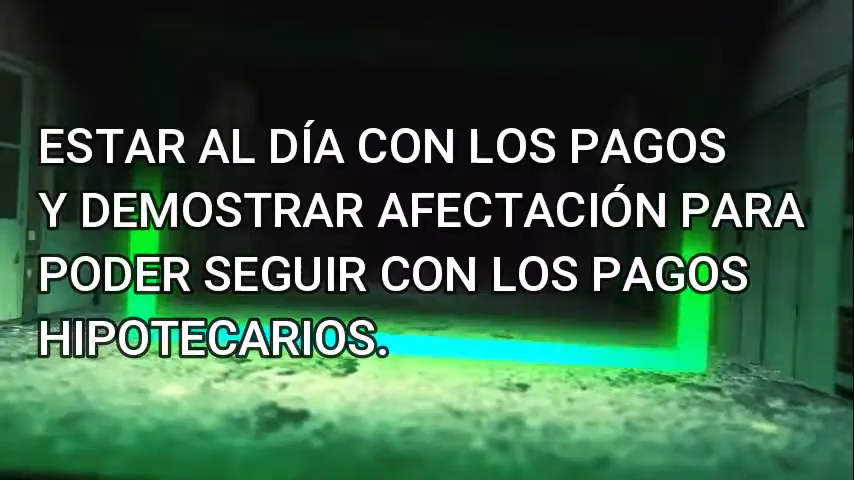 ESTAR AL DÍA CON LOS PAGOS
Y DEMOSTRAR AFECTACIÓN PARA
PODER SEGUIR CON LOS PAGOS
HIPOTECARIOS.